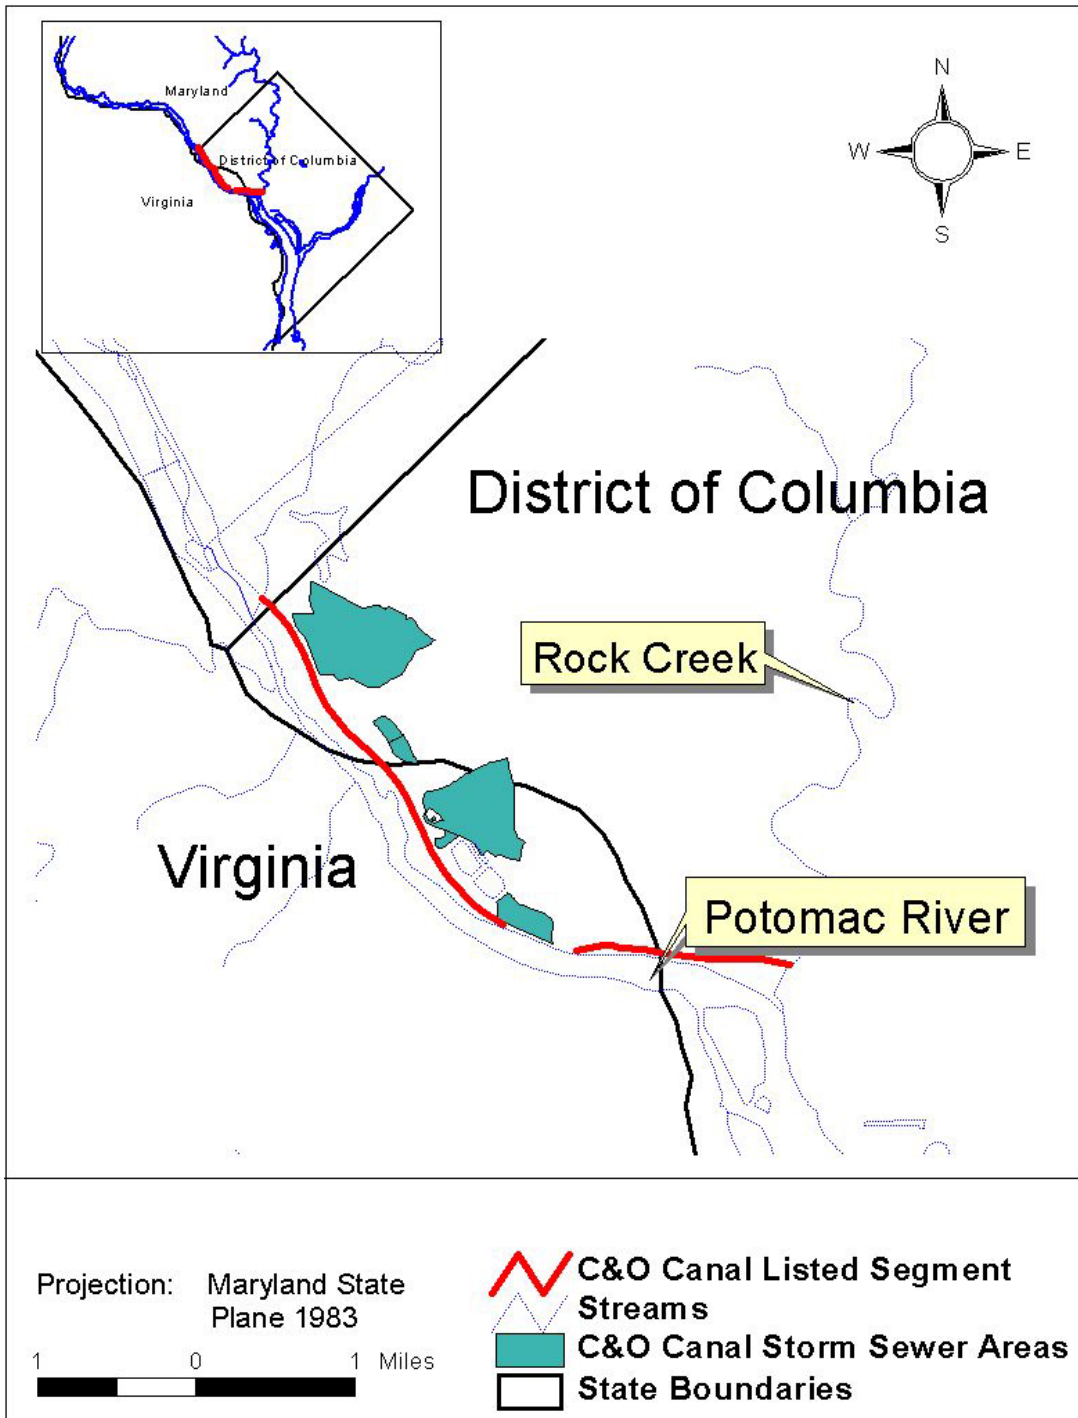 Maryland
District of Columbia
Virginia
N
W
E
S
District of Columbia
Rock Creek
Virginia
Potomac River
Projection: Maryland State
Plane 1983
1 0 1 Miles
C&O Canal Listed Segment
Streams
C&O Canal Storm Sewer Areas
State Boundaries